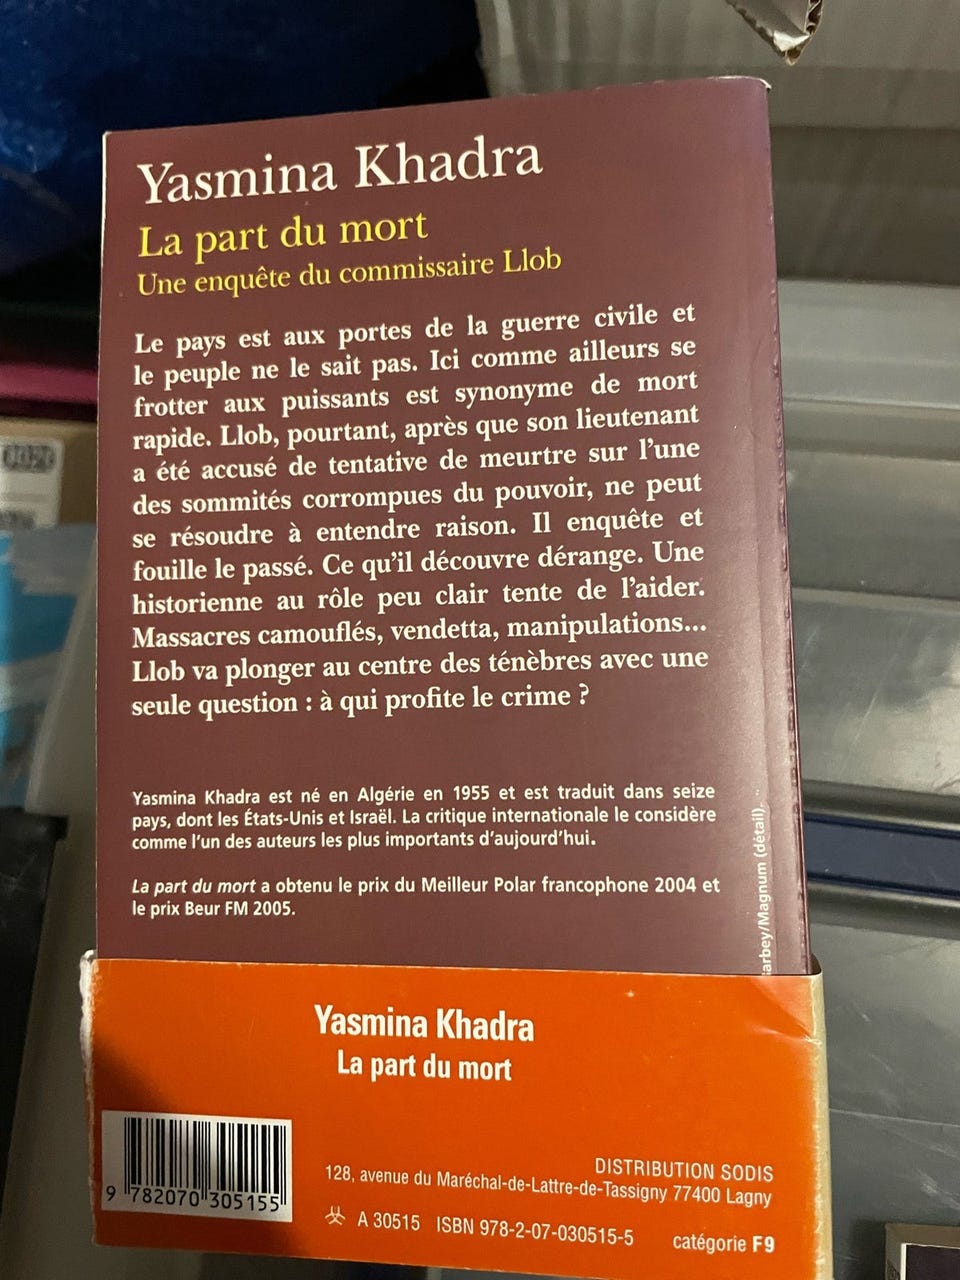 Yasmina Khadra
La part du mort
Une enquête du commissaire Llob
Le pays est aux portes de la guerre civile et
le peuple ne le sait pas. Ici comme ailleurs se
frotter aux puissants est synonyme de mort
rapide. Llob, pourtant, après que son lieutenant
a été accusé de tentative de meurtre sur l'une
des sommités corrompues du pouvoir, ne peut
se résoudre à entendre raison. Il enquête et
fouille le passé. Ce qu'il découvre dérange. Une
historienne au rôle peu clair tente de l'aider.
Massacres camouflés, vendetta, manipulations...
Llob va plonger au centre des ténèbres avec une
seule question : à qui profite le crime ?
Yasmina Khadra est né en Algérie en 1955 et est traduit dans seize
pays, dont les États-Unis et Israël. La critique internationale le considère
comme l'un des auteurs les plus importants d'aujourd'hui.
La part du mort a obtenu le prix du Meilleur Polar francophone 2004 et
le prix Beur FM 2005.
arbey/Magnum (détail).
Yasmina Khadra
La part du mort
9 782070 305155
DISTRIBUTION SODIS
128, avenue du Maréchal-de-Lattre-de-Tassigny 77400 Lagny
A 30515 ISBN 978-2-07-030515-5 catégorie F9